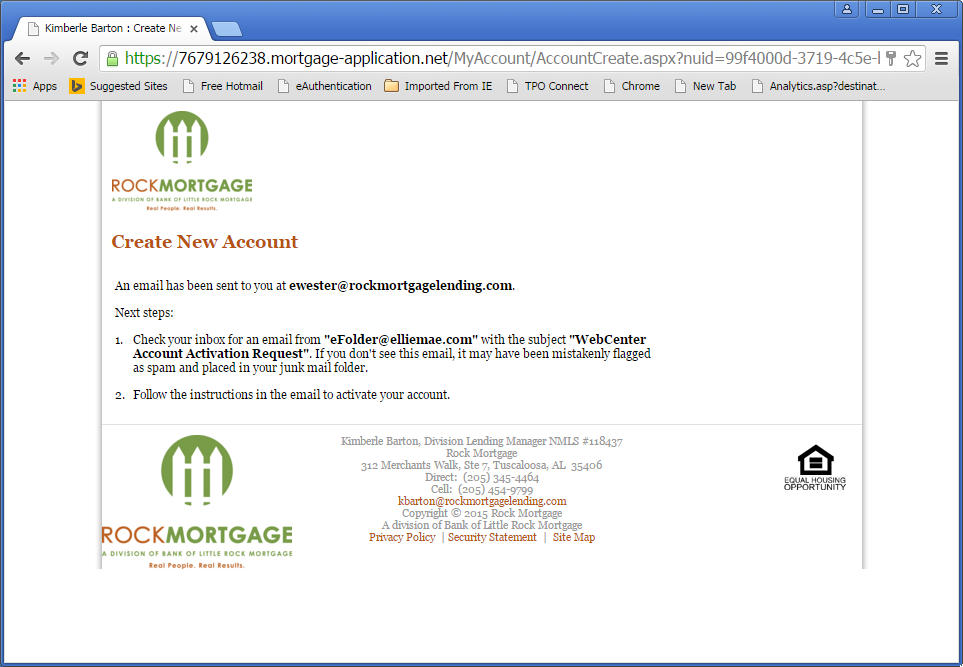 Kimberle Barton : Create Ne
https://7679126238.mortgage-application.net/MyAccount/AccountCreate.aspx?nuid=99f4000d-3719-4c5e-l
Apps Suggested Sites Free Hotmail eAuthentication Imported From IE TPO Connect Chrome New Tab Analytics.asp?destinat...
ROCKMORTGAGE
A DIVISION OF BANK OF LITTLE ROCK MORTGAGE
Real People. Real Results.
Create New Account
An email has been sent to you at ewester@rockmortgagelending.com.
Next steps:
1. Check your inbox for an email from "eFolder@elliemae.com" with the subject "WebCenter
Account Activation Request". If you don't see this email, it may have been mistakenly flagged
as spam and placed in your junk mail folder.
2. Follow the instructions in the email to activate your account.
ROCKMORTGAGE
A DIVISION OF BANK OF LITTLE ROCK MORTGAGE
Real People. Real Results.
Kimberle Barton, Division Lending Manager NMLS #118437
Rock Mortgage
312 Merchants Walk, Ste 7, Tuscaloosa, AL 35406
Direct: (205) 345-4464
Cell: (205) 454-9799
kbarton@rockmortgagelending.com
Copyright © 2015 Rock Mortgage
A division of Bank of Little Rock Mortgage
Privacy Policy | Security Statement | Site Map
EQUAL HOUSING
OPPORTUNITY